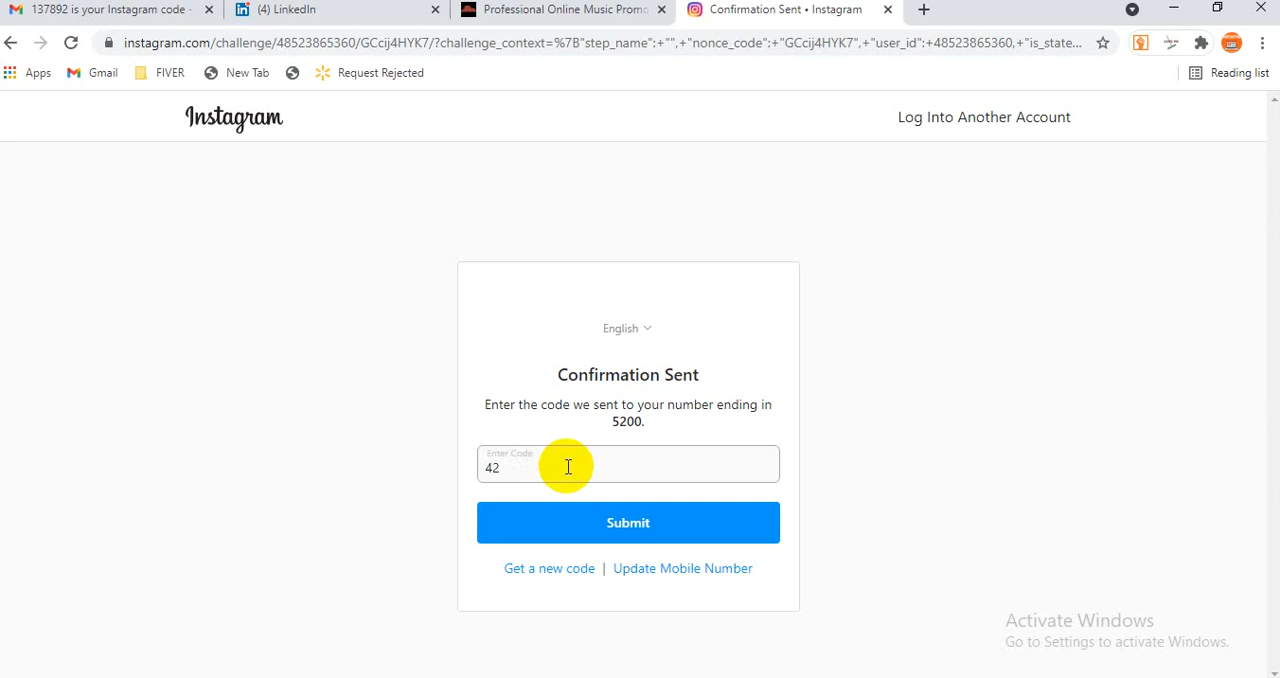 137892 is your Instagram code -
(4) LinkedIn
Professional Online Music Promo
Confirmation Sent • Instagram
instagram.com/challenge/48523865360/GCcij4HYK7/?challenge_context=%7B"step_name":+"",+"nonce_code":+"GCcij4HYK7",+"user_id":+48523865360,+"is_state...
Apps
Gmail
FIVER
New Tab
Request Rejected
Reading list
Instagram
Log Into Another Account
English
Confirmation Sent
Enter the code we sent to your number ending in
5200.
Enter Code
42
Submit
Get a new code | Update Mobile Number
Activate Windows
Go to Settings to activate Windows.